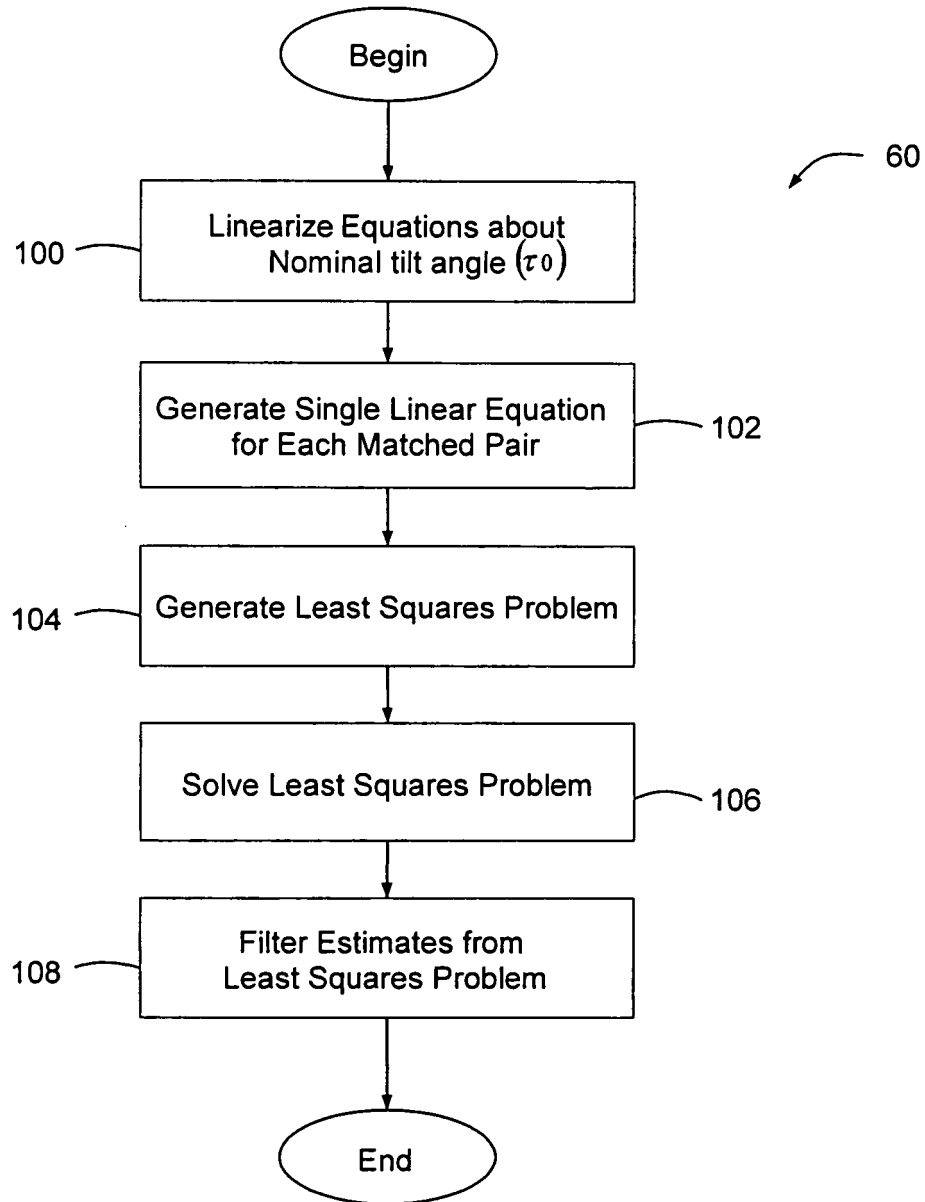 Begin
60
Linearize Equations about
Nominal tilt angle (τ0)
100
Generate Single Linear Equation
for Each Matched Pair
102
Generate Least Squares Problem
104
Solve Least Squares Problem
106
Filter Estimates from
Least Squares Problem
108
End